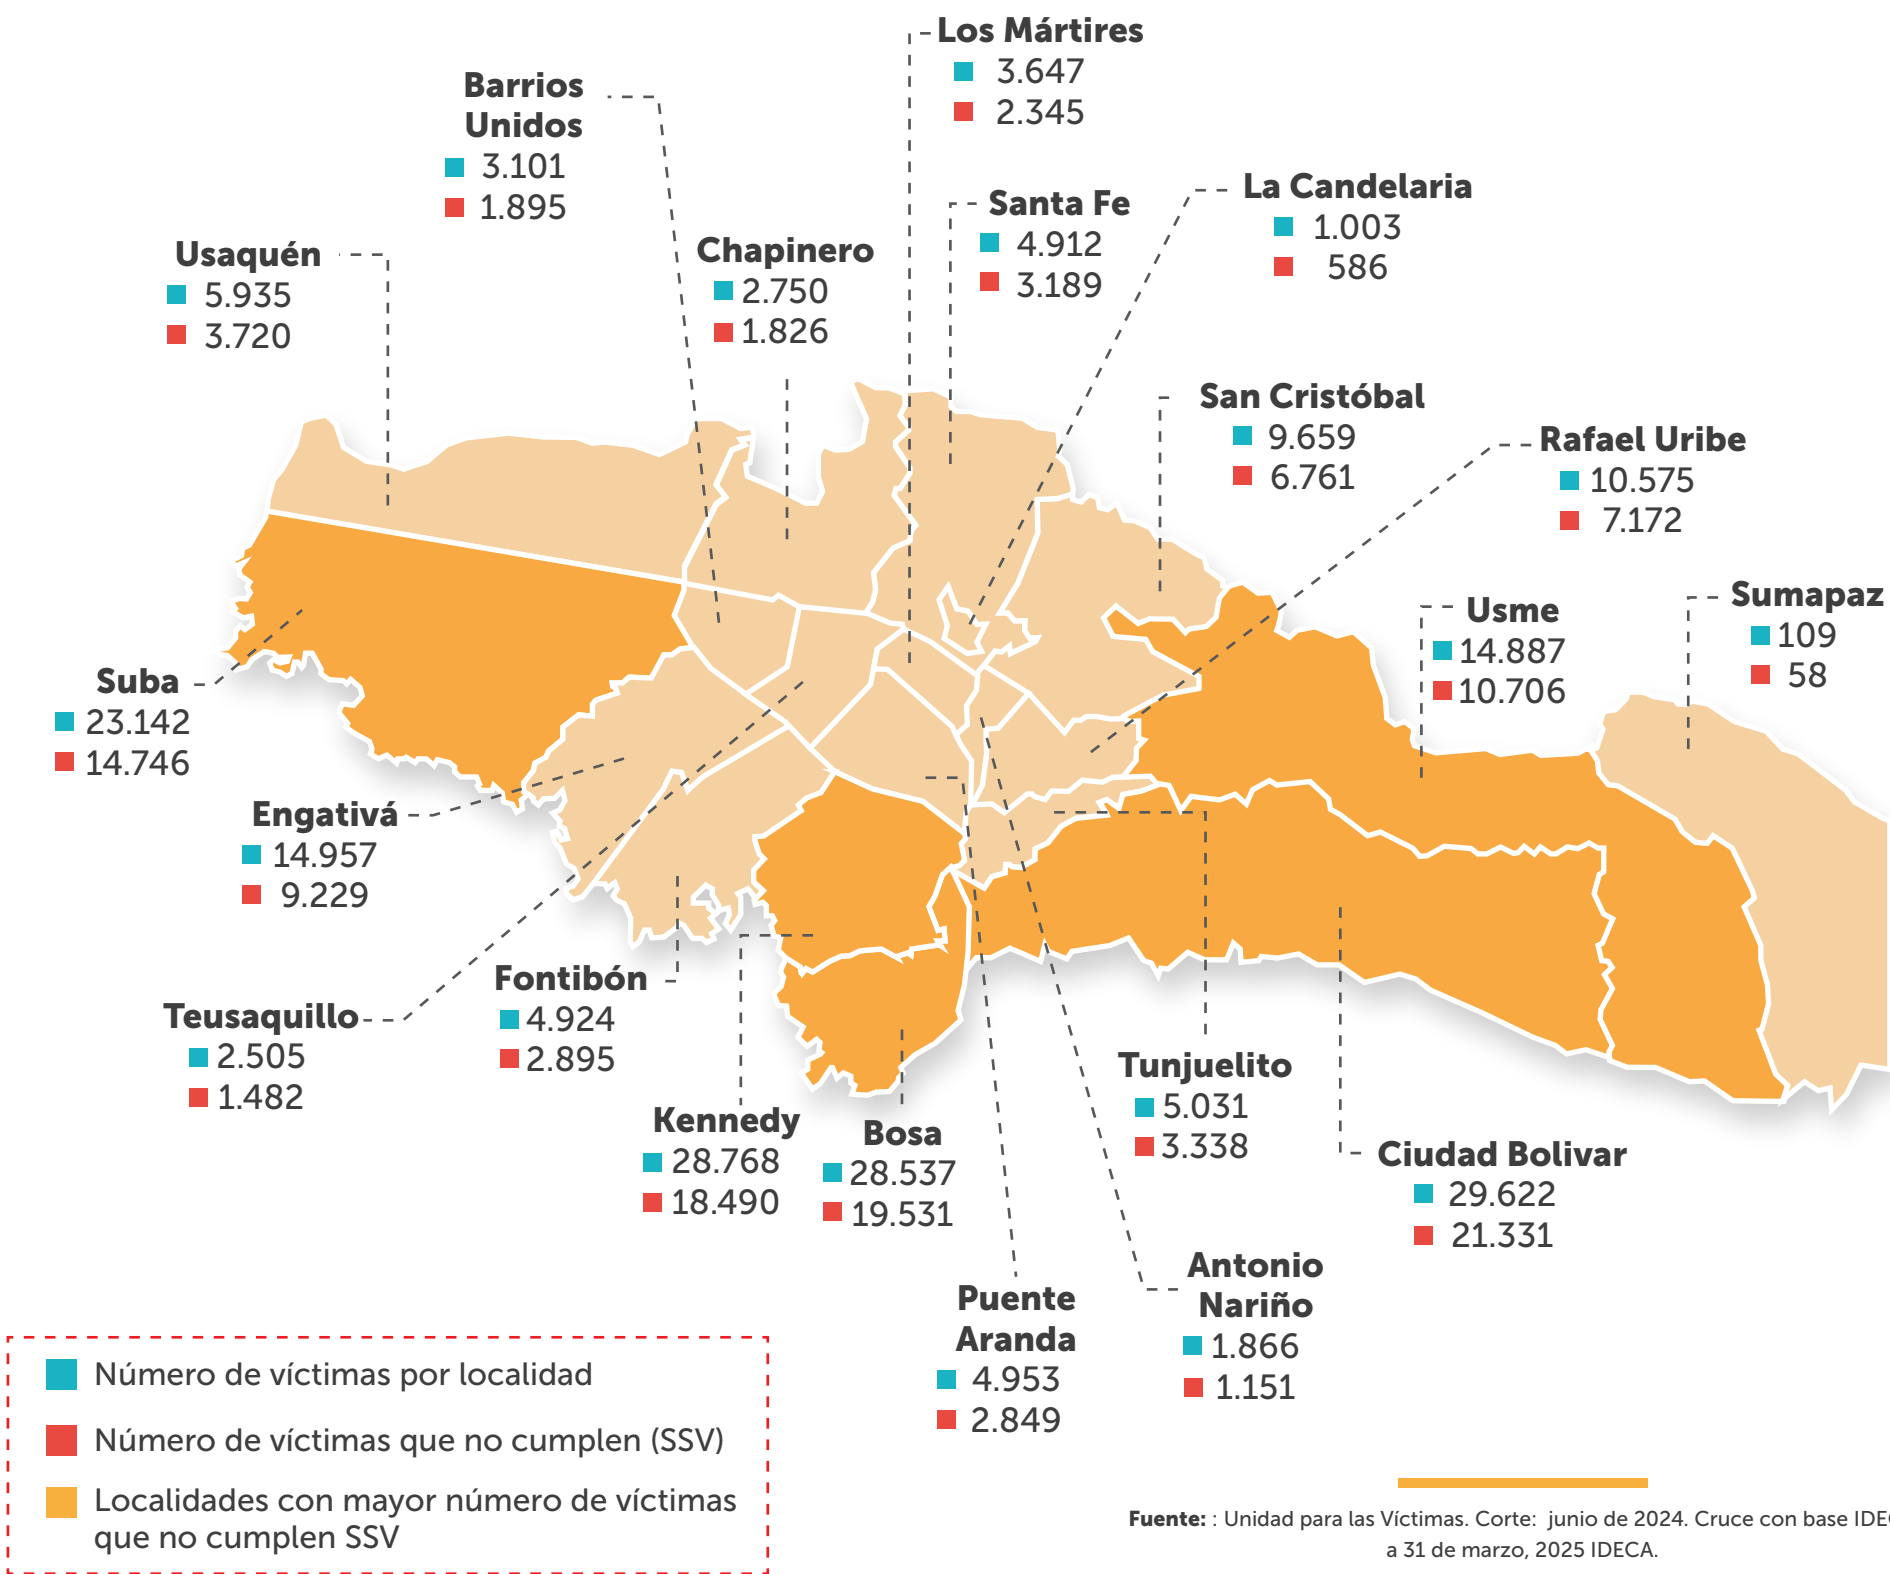 Los Mártires
3.647
2.345
Barrios
Unidos
3.101
1.895
La Candelaria
1.003
586
Santa Fe
4.912
3.189
Usaquén
5.935
3.720
Chapinero
2.750
1.826
San Cristóbal
9.659
6.761
Rafael Uribe
10.575
7.172
Sumapaz
109
58
Usme
14.887
10.706
Suba
23.142
14.746
Engativá
14.957
9.229
Fontibón
4.924
2.895
Teusaquillo
2.505
1.482
Tunjuelito
5.031
3.338
Kennedy
28.768
18.490
Bosa
28.537
19.531
Ciudad Bolivar
29.622
21.331
Antonio
Nariño
1.866
1.151
Puente
Aranda
4.953
2.849
Número de víctimas por localidad
Número de víctimas que no cumplen (SSV)
Localidades con mayor número de víctimas
que no cumplen SSV
Fuente: : Unidad para las Víctimas. Corte: junio de 2024. Cruce con base
a 31 de marzo, 2025 IDECA.